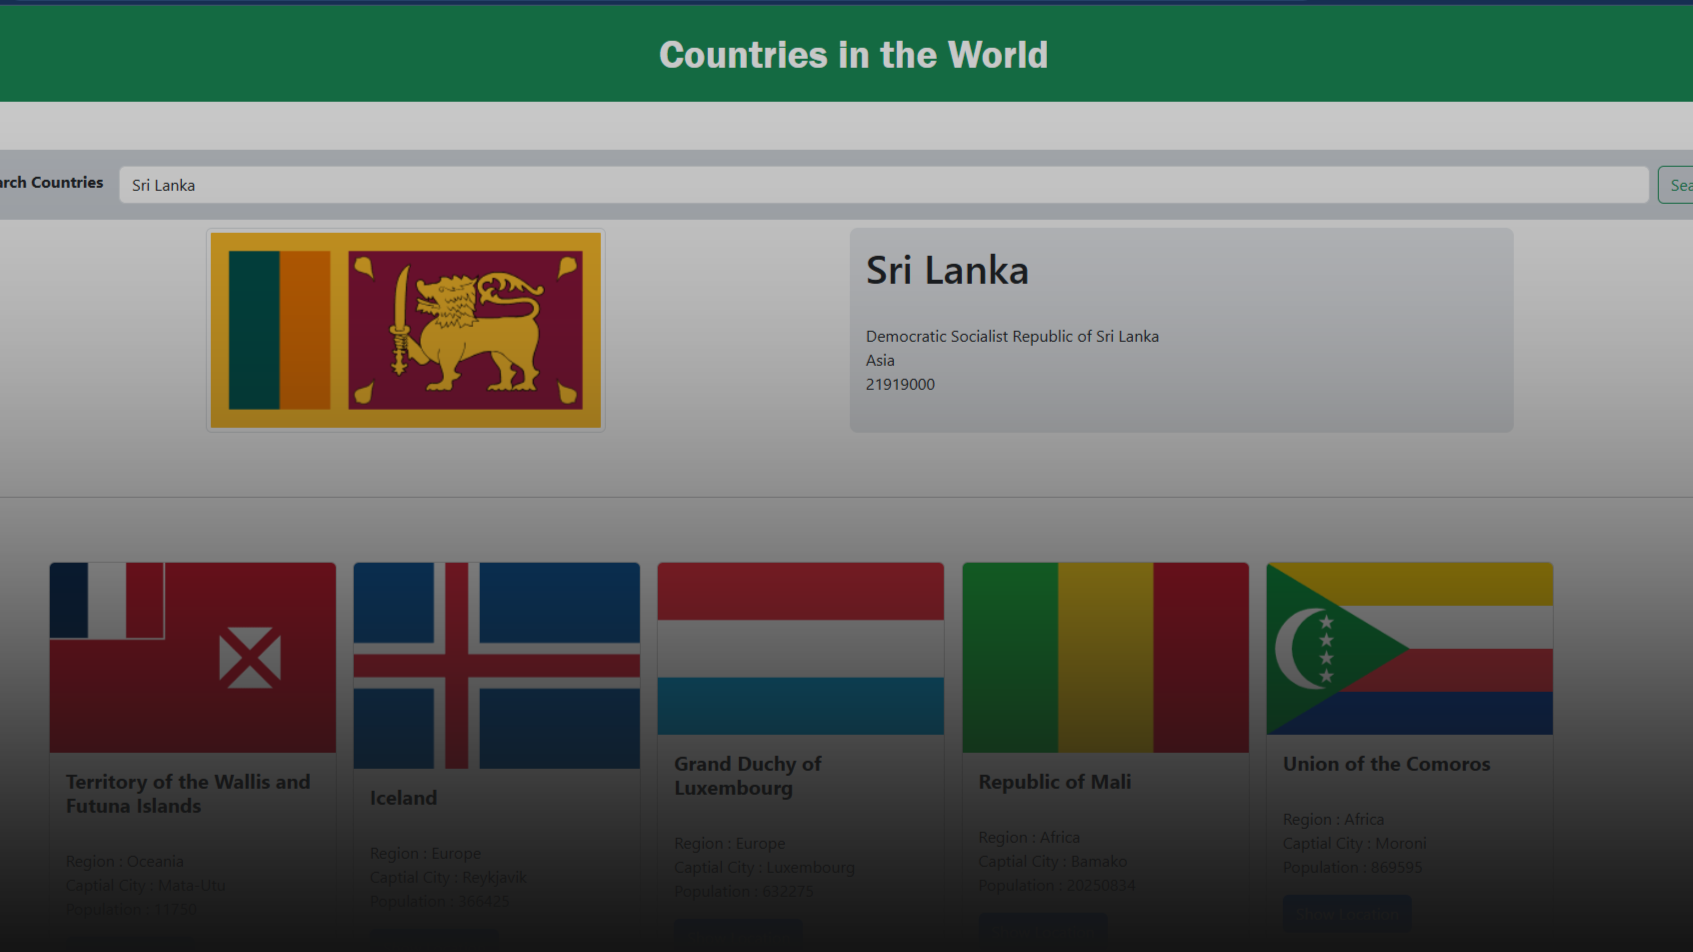 Countries in the World
arch Countries
Sri Lanka
Sea
Sri Lanka
Democratic Socialist Republic of Sri Lanka
Asia
21919000
Territory of the Wallis and
Futuna Islands
Region : Oceania
Captial City : Mata-Utu
Population : 11750
Iceland
Region : Europe
Captial City : Reykjavik
Population : 366425
Grand Duchy of
Luxembourg
Region : Europe
Captial City : Luxembourg
Population : 632275
Republic of Mali
Region : Africa
Captial City : Bamako
Population : 20250834
Union of the Comoros
Region : Africa
Captial City : Moroni
Population : 869595
Show Location